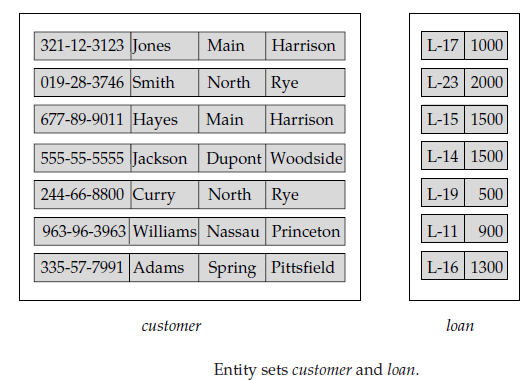 321-12-3123 Jones Main Harrison
019-28-3746 Smith North Rye
677-89-9011 Hayes Main Harrison
555-55-5555 Jackson Dupont Woodside
244-66-8800 Curry North Rye
963-96-3963 Williams Nassau Princeton
335-57-7991 Adams Spring Pittsfield
customer
L-17 1000
L-23 2000
L-15 1500
L-14 1500
L-19 500
L-11 900
L-16 1300
loan
Entity sets customer and loan.